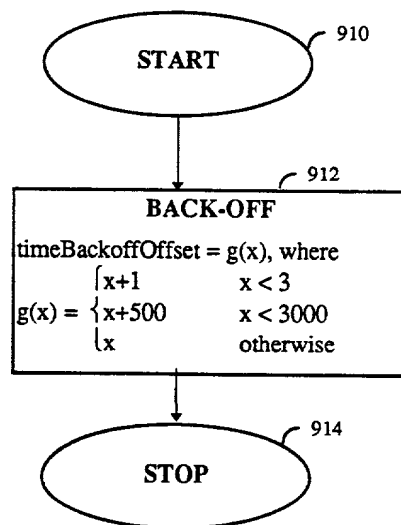 910
START
912
BACK-OFF
timeBackoffOffset = g(x), where
x+1 x < 3
g(x) = { x+500 x < 3000
x otherwise
914
STOP